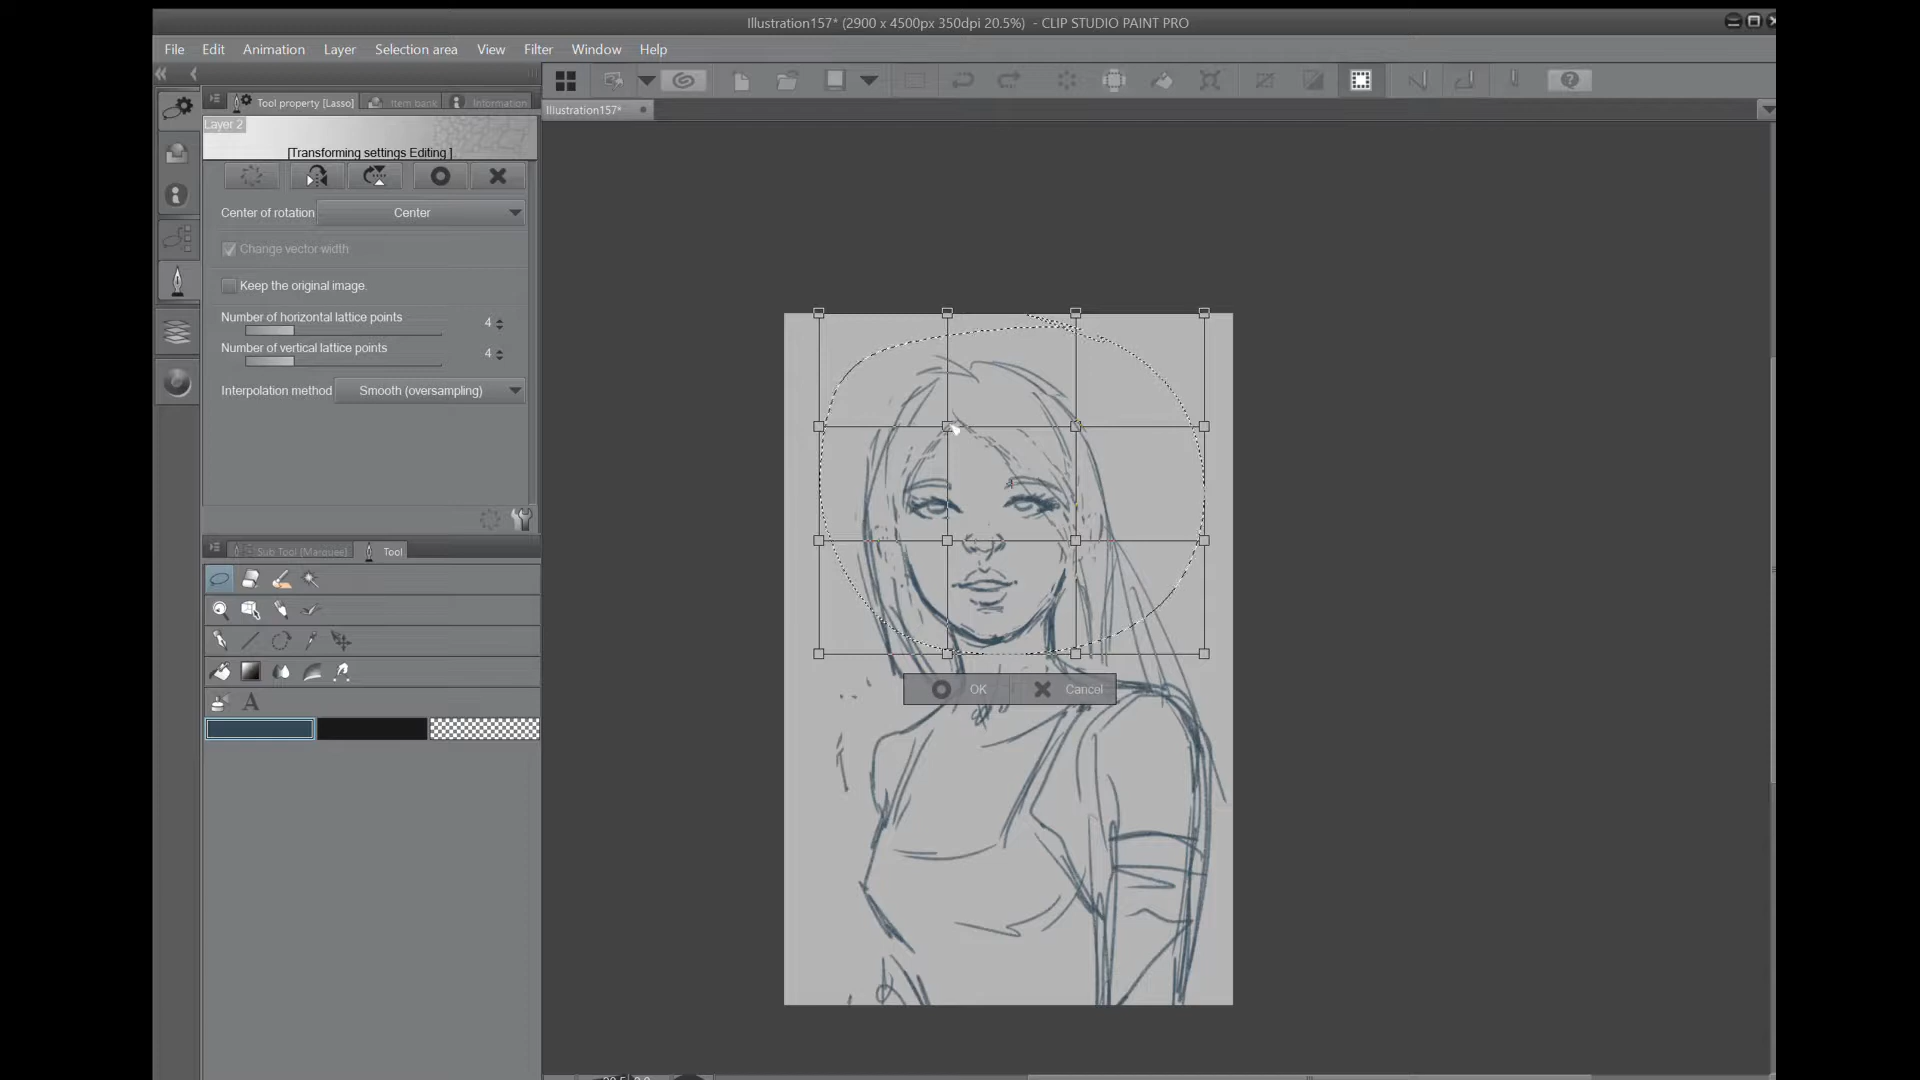 Illustration157* (2900 x 4500px 350dpi 20.5%) - CLIP STUDIO PAINT PRO
File Edit Animation Layer Selection area View Filter Window Help
Tool property [Lasso] Item bank Information
Illustration157*
Layer 2
[Transforming settings Editing ]
Center of rotation Center
Change vector width
Keep the original image.
Number of horizontal lattice points 4
Number of vertical lattice points 4
Interpolation method Smooth (oversampling)
Sub Tool (Marquee) Tool
A
OK Cancel